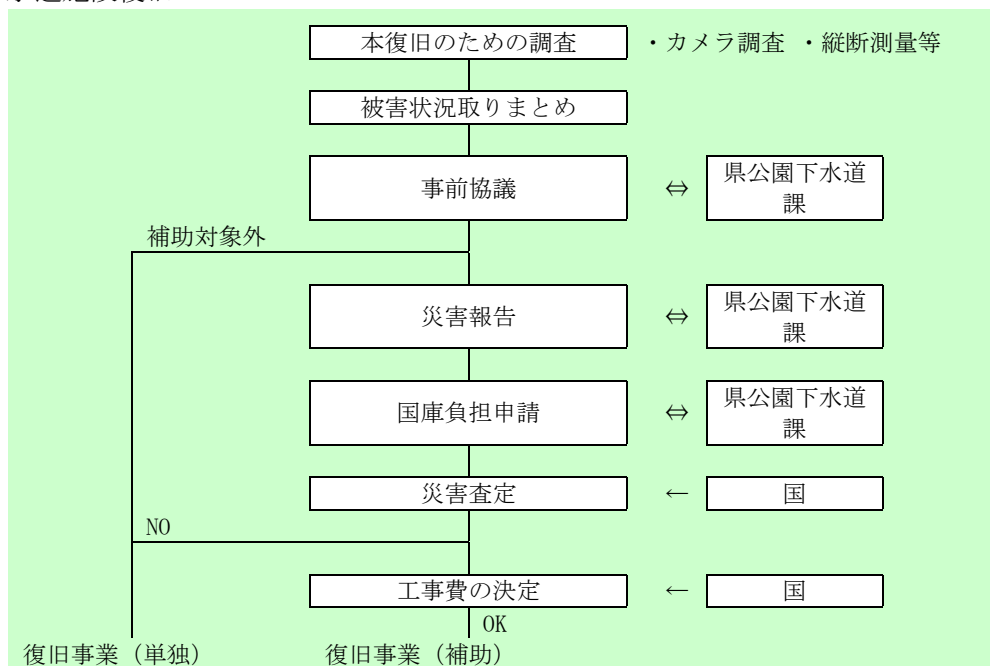 本復旧のための調査
・カメラ調査 ・縦断測量等
被害状況取りまとめ
事前協議
⇔
県公園下水道
課
補助対象外
災害報告
⇔
県公園下水道
課
国庫負担申請
⇔
県公園下水道
課
災害査定
←
国
NO
工事費の決定
←
国
OK
復旧事業（単独）
復旧事業（補助）